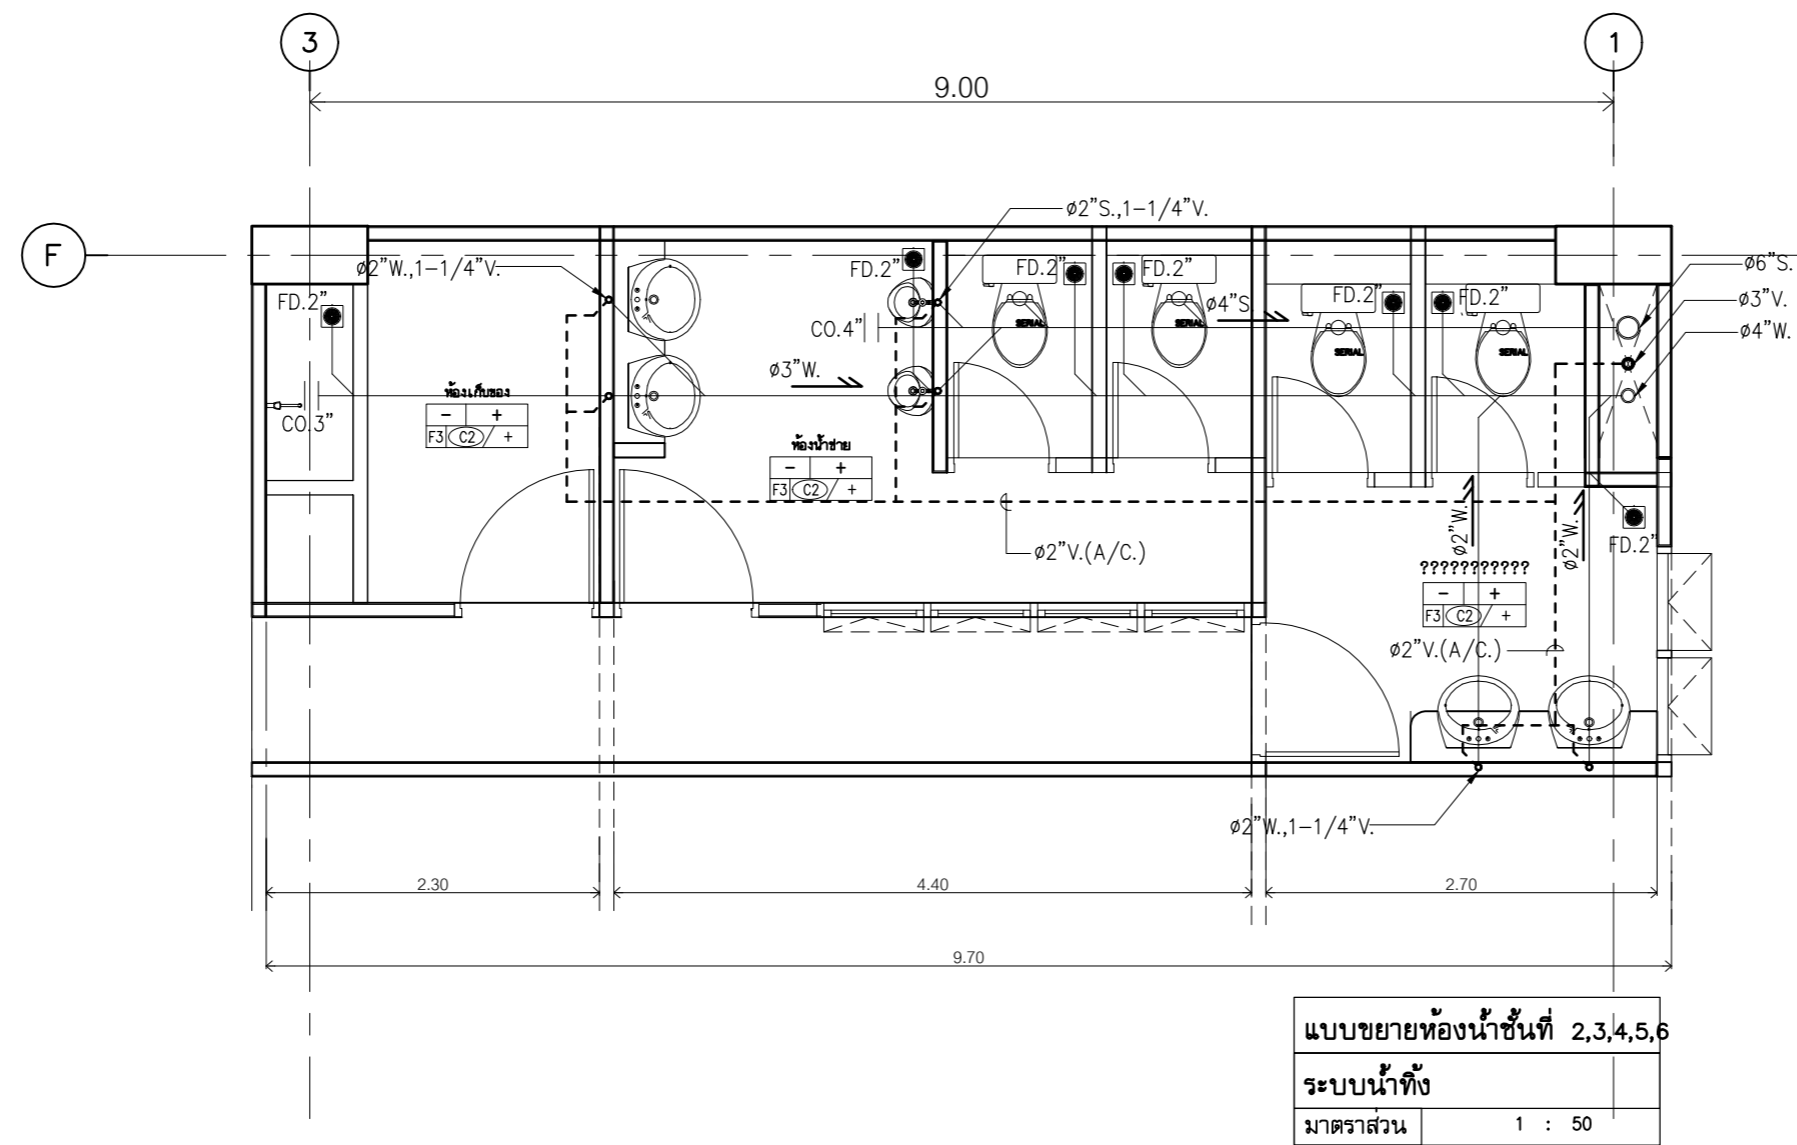 3
1
9.00
F
ø2"S.,1-1/4"V.
ø2"W.,1-1/4"V.
FD.2"
FD.2"
FD.2"
FD.2"
FD.2"
FD.2"
ø6"S.
ø3"V.
ø4"W.
ø4"S.
SERIAL
SERIAL
SERIAL
SERIAL
CO.4"
ø3"W.
CO.3"
ห้องเก็บของ
- +
F3 C2 +
ห้องน้ำชาย
- +
F3 C2 +
ø2"V.(A/C.)
ø2"W.
ø2"W.
FD.2"
???????????
- +
F3 C2 +
ø2"V.(A/C.)
ø2"W.,1-1/4"V.
2.30
4.40
2.70
9.70
แบบขยายห้องน้ำชั้นที่ 2,3,4,5,6
ระบบน้ำทิ้ง
มาตราส่วน 1 : 50